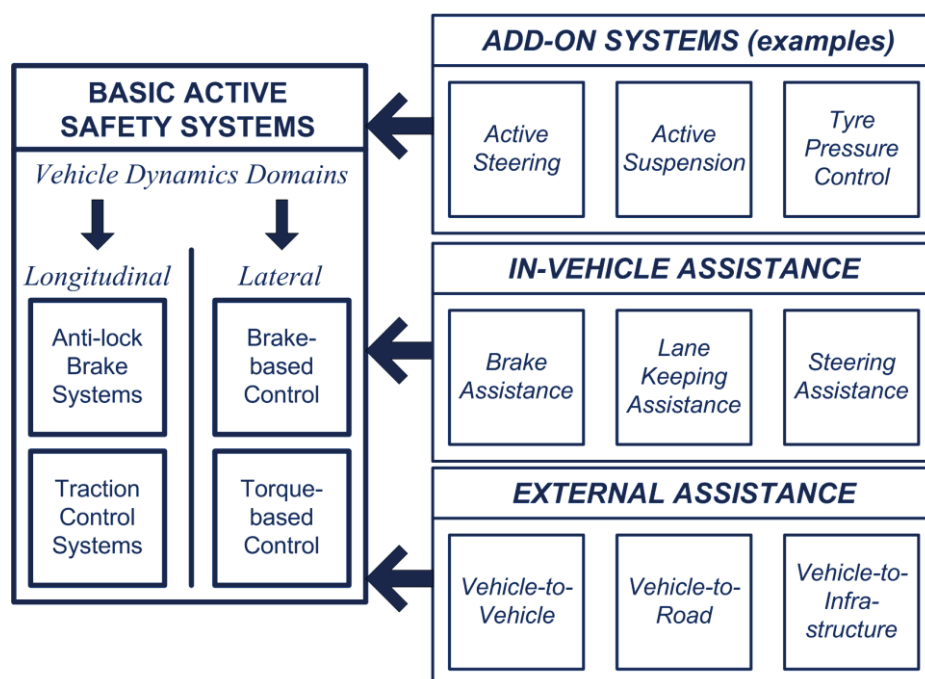 BASIC ACTIVE
SAFETY SYSTEMS
Vehicle Dynamics Domains
Longitudinal
Anti-lock
Brake
Systems
Traction
Control
Systems
Lateral
Brake-
based
Control
Torque-
based
Control
ADD-ON SYSTEMS (examples)
Active
Steering
Active
Suspension
Tyre
Pressure
Control
IN-VEHICLE ASSISTANCE
Brake
Assistance
Lane
Keeping
Assistance
Steering
Assistance
EXTERNAL ASSISTANCE
Vehicle-to-
Vehicle
Vehicle-to-
Road
Vehicle-to-
Infra-
structure